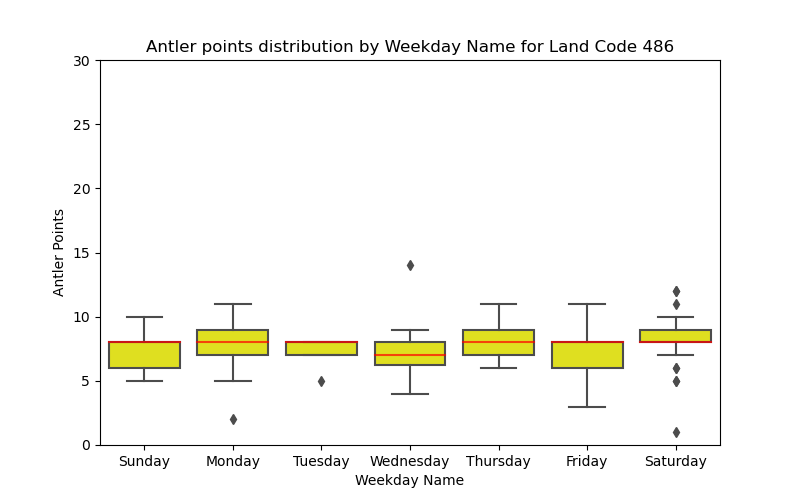 Antler points distribution by Weekday Name for Land Code 486
30
25
20
15
10
5
0
Antler Points
Sunday Monday Tuesday Wednesday Thursday Friday Saturday
Weekday Name